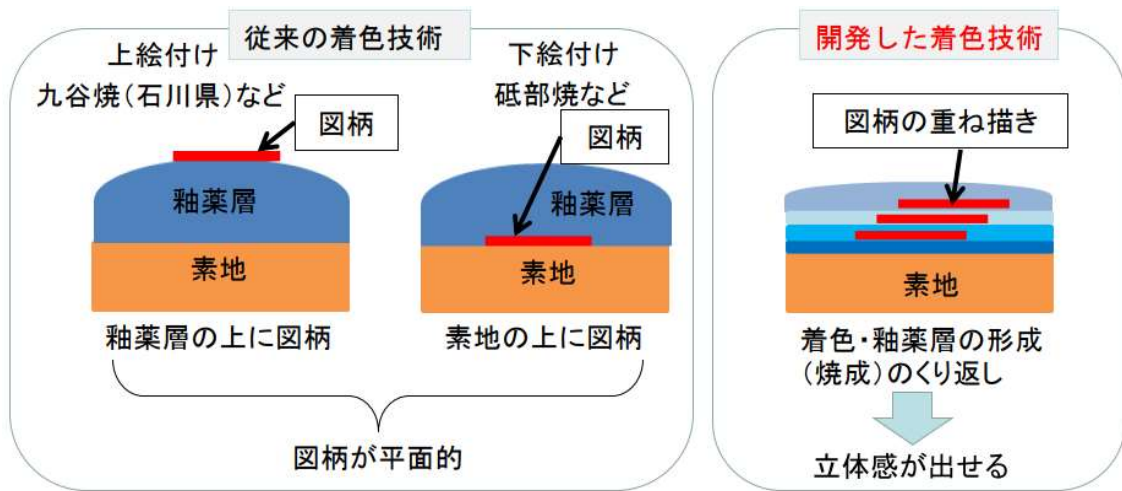 従来の着色技術
上絵付け
九谷焼(石川県)など
図柄
釉薬層
素地
釉薬層の上に図柄
下絵付け
砥部焼など
図柄
釉薬層
素地
素地の上に図柄
図柄が平面的
開発した着色技術
図柄の重ね描き
素地
着色・釉薬層の形成
(焼成)のくり返し
立体感が出せる